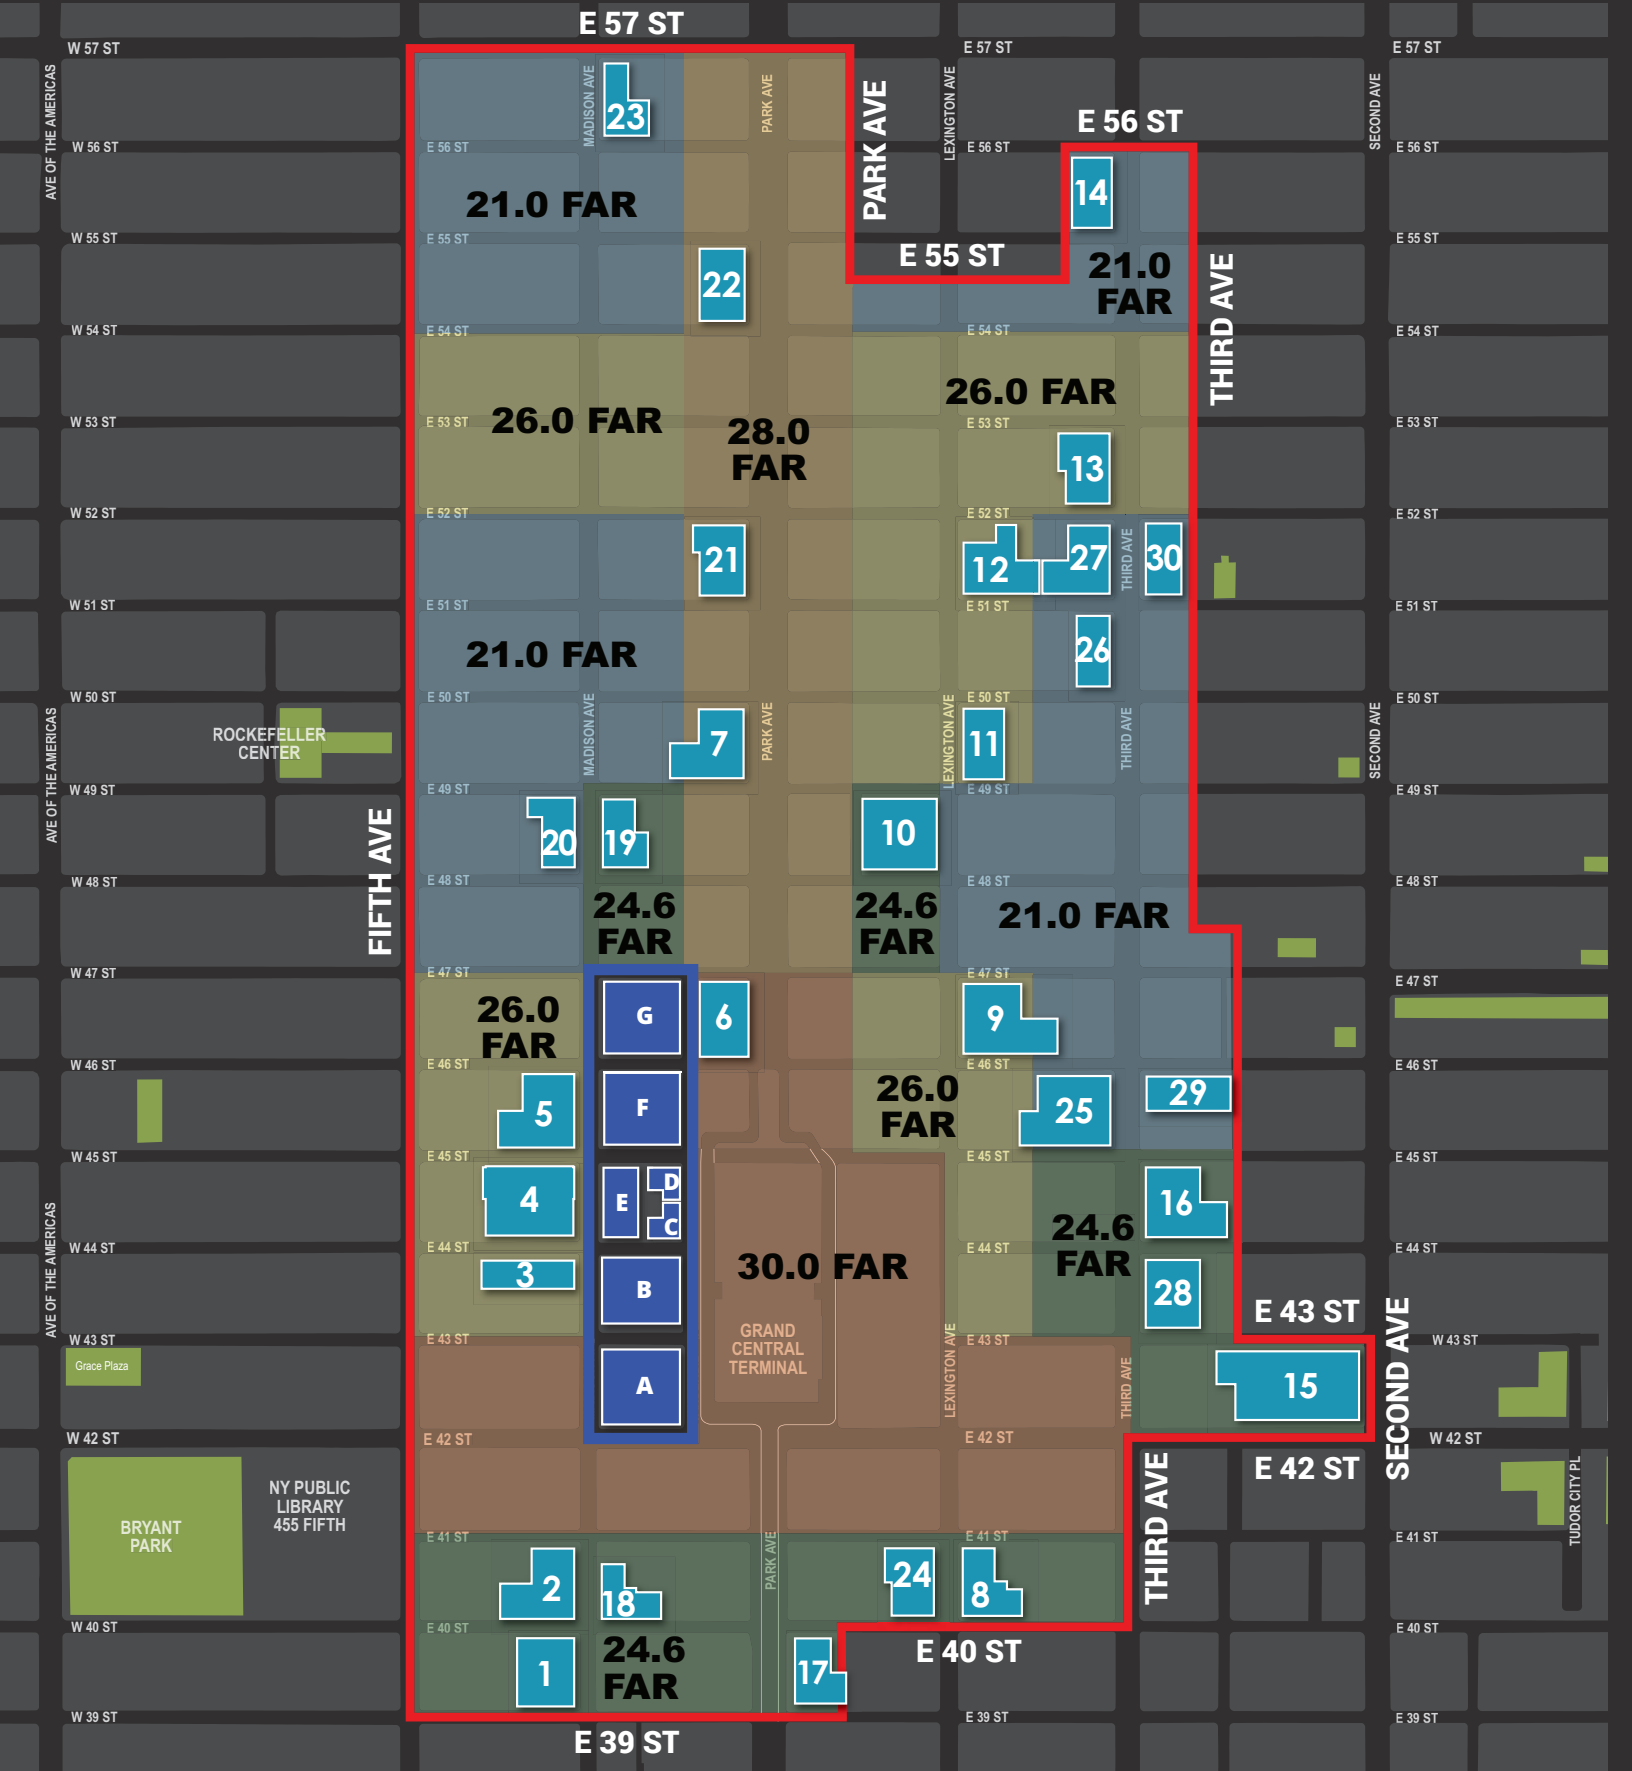 E 57 ST
W 57 ST
E 57 ST
E 57 ST
AVE OF THE AMERICAS
MADISON AVE
PARK AVE
PARK AVE
LEXINGTON AVE
SECOND AVE
23
E 56 ST
W 56 ST
E 56 ST
E 56 ST
E 56 ST
14
21.0 FAR
W 55 ST
E 55 ST
E 55 ST
E 55 ST
21.0
FAR
22
THIRD AVE
W 54 ST
E 54 ST
E 54 ST
E 54 ST
26.0 FAR
26.0 FAR
28.0
FAR
W 53 ST
E 53 ST
E 53 ST
E 53 ST
13
W 52 ST
E 52 ST
E 52 ST
E 52 ST
21
12
27
THIRD AVE
30
W 51 ST
E 51 ST
E 51 ST
E 51 ST
21.0 FAR
26
W 50 ST
E 50 ST
E 50 ST
E 50 ST
AVE OF THE AMERICAS
ROCKEFELLER
CENTER
MADISON AVE
7
PARK AVE
LEXINGTON AVE
11
THIRD AVE
SECOND AVE
W 49 ST
E 49 ST
E 49 ST
E 49 ST
FIFTH AVE
20
19
10
W 48 ST
E 48 ST
E 48 ST
E 48 ST
24.6
FAR
24.6
FAR
21.0 FAR
W 47 ST
E 47 ST
E 47 ST
E 47 ST
26.0
FAR
G
6
9
W 46 ST
E 46 ST
E 46 ST
E 46 ST
5
F
26.0
FAR
25
29
W 45 ST
E 45 ST
E 45 ST
E 45 ST
AVE OF THE AMERICAS
4
E
D
C
16
24.6
FAR
W 44 ST
E 44 ST
E 44 ST
E 44 ST
3
B
30.0 FAR
28
E 43 ST
SECOND AVE
W 43 ST
E 43 ST
E 43 ST
W 43 ST
Grace Plaza
A
GRAND
CENTRAL
TERMINAL
LEXINGTON AVE
THIRD AVE
15
W 42 ST
E 42 ST
E 42 ST
W 42 ST
E 42 ST
THIRD AVE
TUDOR CITY PL
BRYANT
PARK
NY PUBLIC
LIBRARY
455 FIFTH
W 41 ST
E 41 ST
E 41 ST
E 41 ST
2
18
PARK AVE
24
8
W 40 ST
E 40 ST
E 40 ST
E 40 ST
1
24.6
FAR
17
W 39 ST
E 39 ST
E 39 ST
E 39 ST